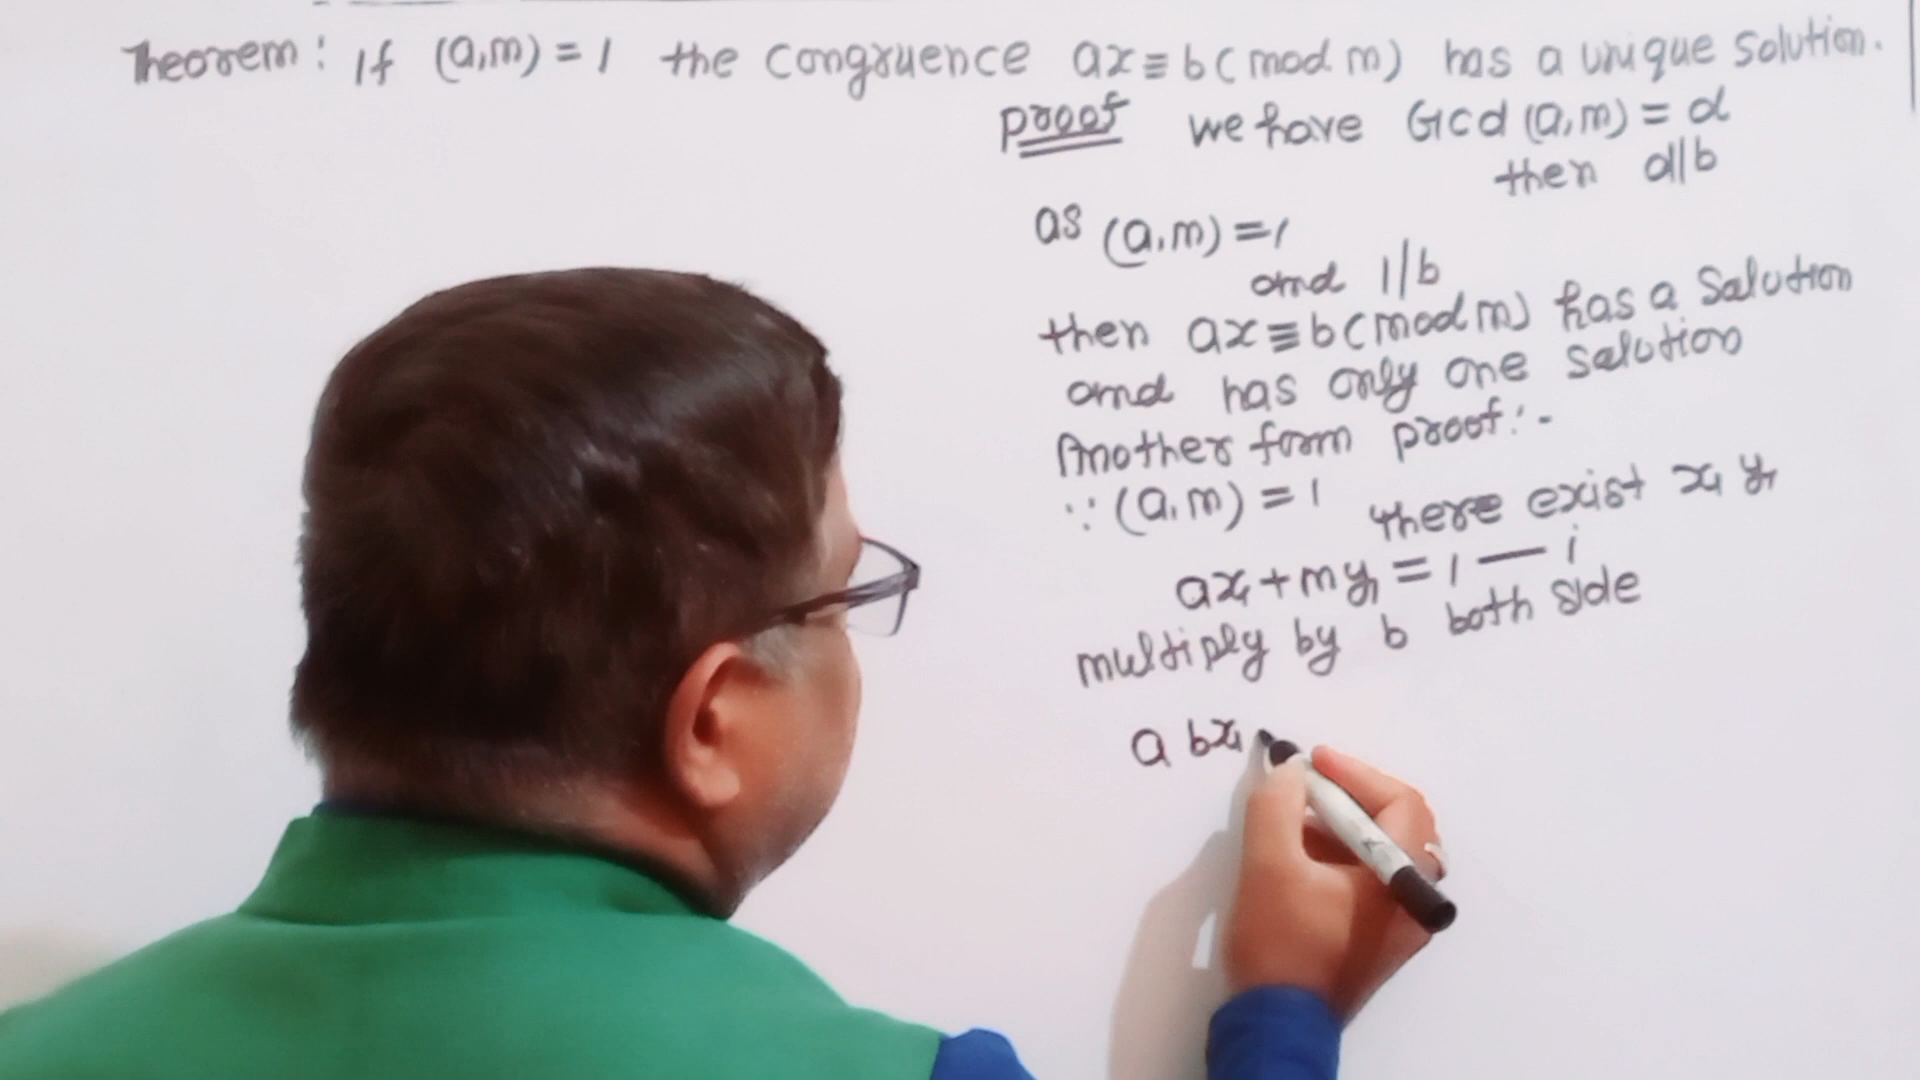 Theorem: If (a,m) = 1 the congruence ax ≡ b(mod m) has a unique solution.
Proof we have Gcd (a,m) = d
then d|b
as (a,m) = 1
and 1/b
then ax ≡ b(mod m) has a Solution
and has only one solution
Another form proof:-
∵ (a,m) = 1 there exist x₁ y₁
ax₁ + my₁ = 1 — i
multiply by b both side
a bx₁